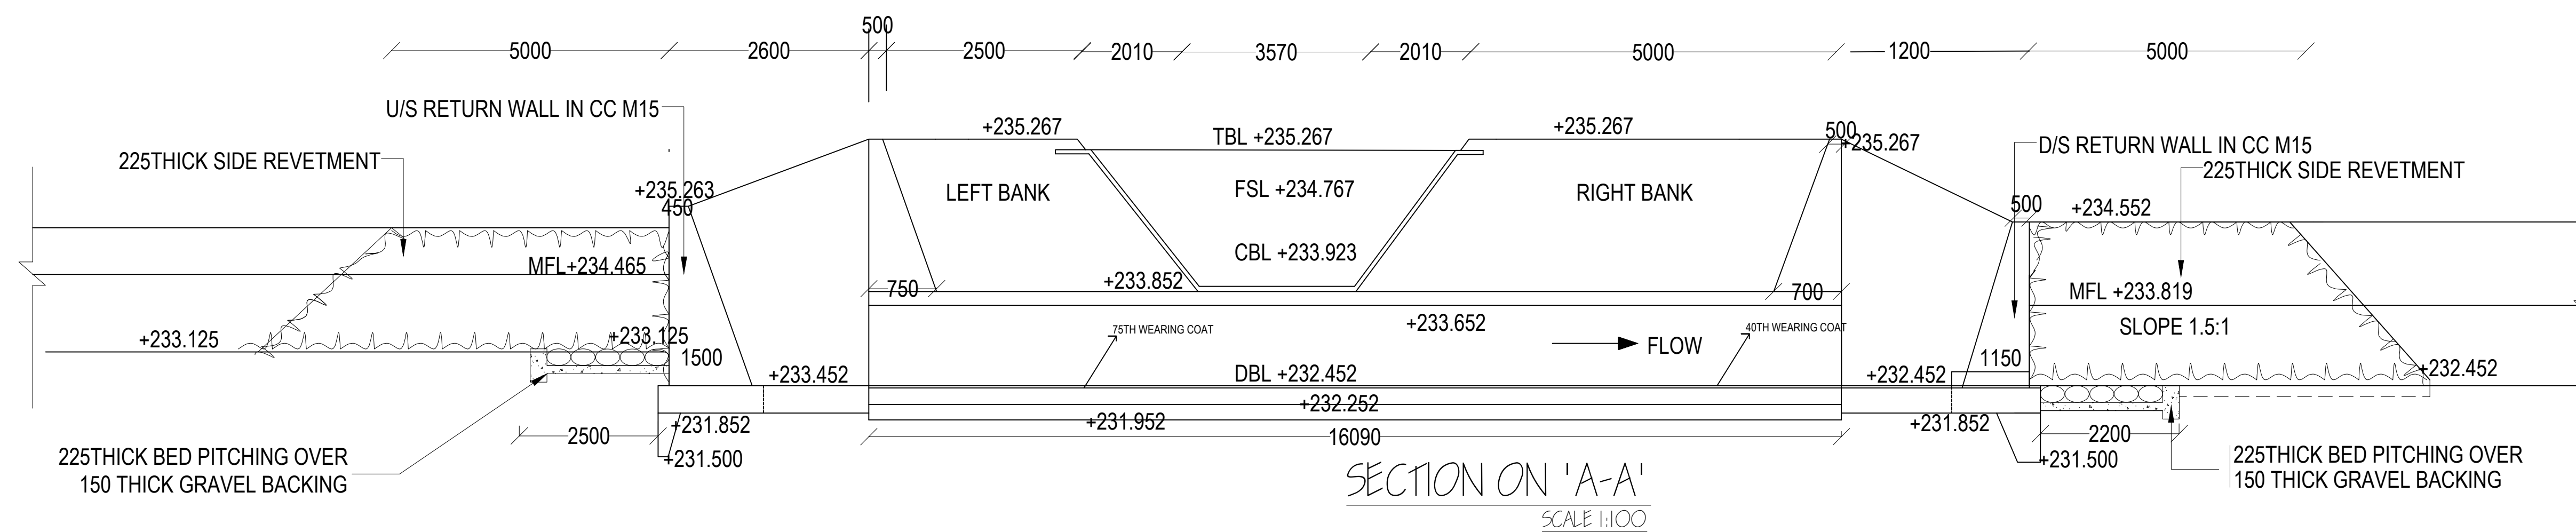 500
5000
2600
2500
2010
3570
2010
5000
1200
5000
U/S RETURN WALL IN CC M15
225THICK SIDE REVETMENT
+235.267
TBL +235.267
+235.267
500
+235.267
D/S RETURN WALL IN CC M15
225THICK SIDE REVETMENT
+235.263
450
LEFT BANK
FSL +234.767
RIGHT BANK
500
+234.552
MFL+234.465
CBL +233.923
750
+233.852
700
MFL +233.819
+233.125
+233.125
+233.652
75TH WEARING COAT
40TH WEARING COAT
SLOPE 1.5:1
FLOW
1500
1150
+233.452
DBL +232.452
+232.452
+232.452
+232.252
2500
+231.852
+231.952
16090
+231.852
2200
225THICK BED PITCHING OVER
150 THICK GRAVEL BACKING
+231.500
+231.500
225THICK BED PITCHING OVER
150 THICK GRAVEL BACKING
SECTION ON 'A-A'
SCALE 1:100